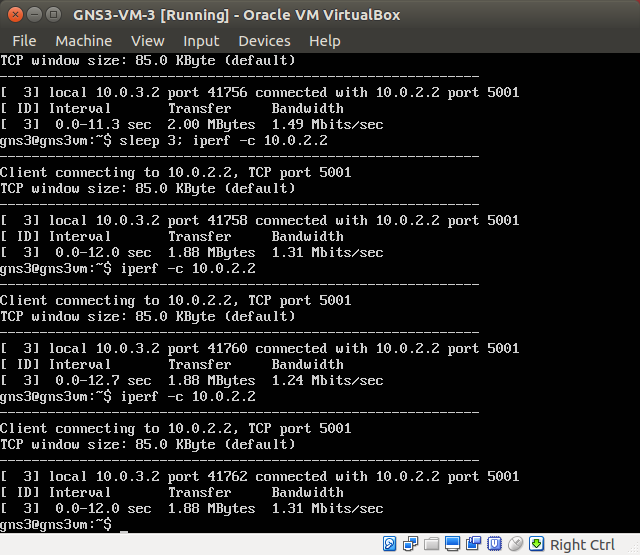 GNS3-VM-3 [Running] - Oracle VM VirtualBox
File Machine View Input Devices Help
TCP window size: 85.0 KByte (default)
------------------------------------------------------------
[  3] local 10.0.3.2 port 41756 connected with 10.0.2.2 port 5001
[ ID] Interval       Transfer     Bandwidth
[  3]  0.0-11.3 sec  2.00 MBytes  1.49 Mbits/sec
gns3@gns3vm:~$ sleep 3; iperf -c 10.0.2.2
------------------------------------------------------------
Client connecting to 10.0.2.2, TCP port 5001
TCP window size: 85.0 KByte (default)
------------------------------------------------------------
[  3] local 10.0.3.2 port 41758 connected with 10.0.2.2 port 5001
[ ID] Interval       Transfer     Bandwidth
[  3]  0.0-12.0 sec  1.88 MBytes  1.31 Mbits/sec
gns3@gns3vm:~$ iperf -c 10.0.2.2
------------------------------------------------------------
Client connecting to 10.0.2.2, TCP port 5001
TCP window size: 85.0 KByte (default)
------------------------------------------------------------
[  3] local 10.0.3.2 port 41760 connected with 10.0.2.2 port 5001
[ ID] Interval       Transfer     Bandwidth
[  3]  0.0-12.7 sec  1.88 MBytes  1.24 Mbits/sec
gns3@gns3vm:~$ iperf -c 10.0.2.2
------------------------------------------------------------
Client connecting to 10.0.2.2, TCP port 5001
TCP window size: 85.0 KByte (default)
------------------------------------------------------------
[  3] local 10.0.3.2 port 41762 connected with 10.0.2.2 port 5001
[ ID] Interval       Transfer     Bandwidth
[  3]  0.0-12.0 sec  1.88 MBytes  1.31 Mbits/sec
gns3@gns3vm:~$ _
Right Ctrl